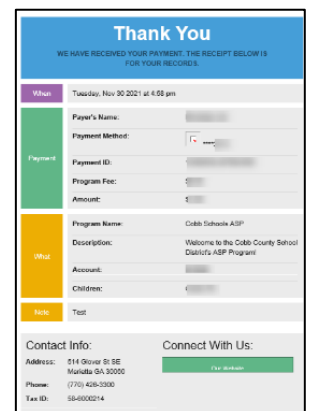 Thank You
WE HAVE RECEIVED YOUR PAYMENT. THE RECEIPT BELOW IS
FOR YOUR RECORDS.
When
Tuesday, Nov 30 2021 at 4:58 pm
Payment
Payer's Name:
Payment Method:
Payment ID:
Program Fee:
Amount:
What
Program Name: Cobb Schools ASP
Description: Welcome to the Cobb County School
District's ASP Program!
Account:
Children:
Note
Test
Contact Info:
Address: 514 Glover St SE
Marietta GA 30060
Phone: (770) 426-3300
Tax ID: 58-6000214
Connect With Us:
Our Website